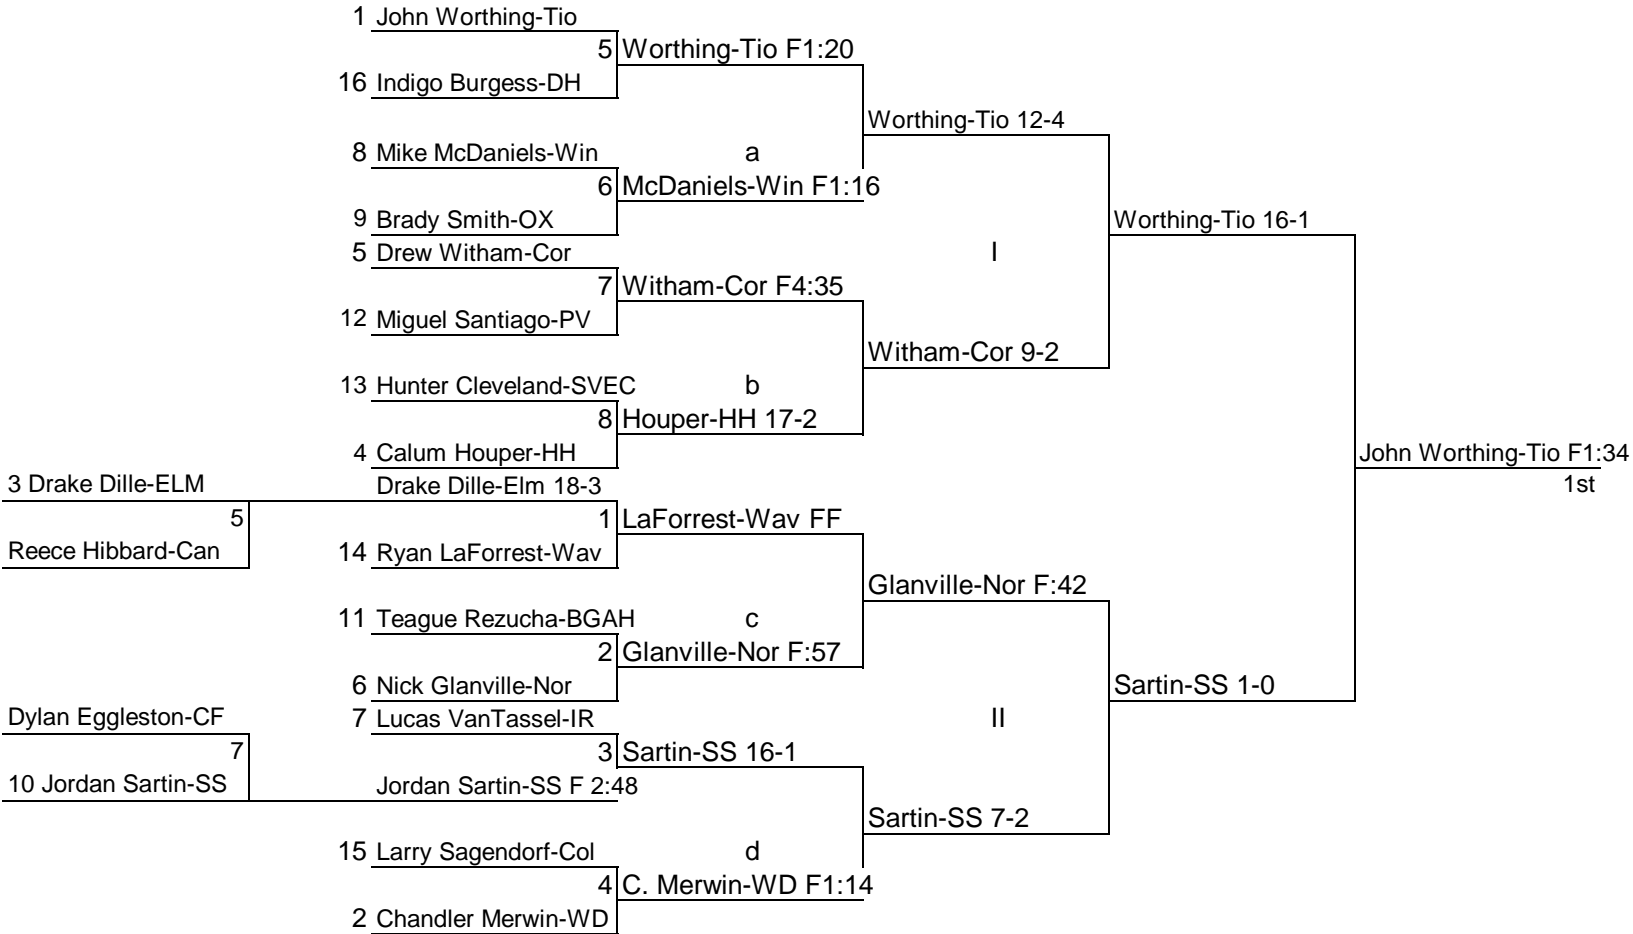 1 John Worthing-Tio
5 Worthing-Tio F1:20
16 Indigo Burgess-DH
Worthing-Tio 12-4
8 Mike McDaniels-Win a
6 McDaniels-Win F1:16
9 Brady Smith-OX Worthing-Tio 16-1
5 Drew Witham-Cor I
7 Witham-Cor F4:35
12 Miguel Santiago-PV
Witham-Cor 9-2
13 Hunter Cleveland-SVEC b
8 Houper-HH 17-2
4 Calum Houper-HH John Worthing-Tio F1:34
3 Drake Dille-ELM Drake Dille-Elm 18-3 1st
5 1 LaForrest-Wav FF
Reece Hibbard-Can 14 Ryan LaForrest-Wav
Glanville-Nor F:42
11 Teague Rezucha-BGAH c
2 Glanville-Nor F:57
6 Nick Glanville-Nor Sartin-SS 1-0
Dylan Eggleston-CF 7 Lucas VanTassel-IR II
7 3 Sartin-SS 16-1
10 Jordan Sartin-SS Jordan Sartin-SS F 2:48
Sartin-SS 7-2
15 Larry Sagendorf-Col d
4 C. Merwin-WD F1:14
2 Chandler Merwin-WD